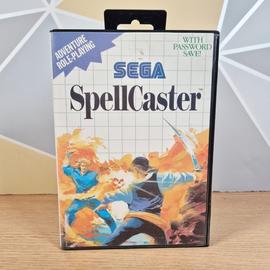 ADVENTURE
ROLE-PLAYING
WITH
PASSWORD
SAVE!
SEGA
SpellCaster